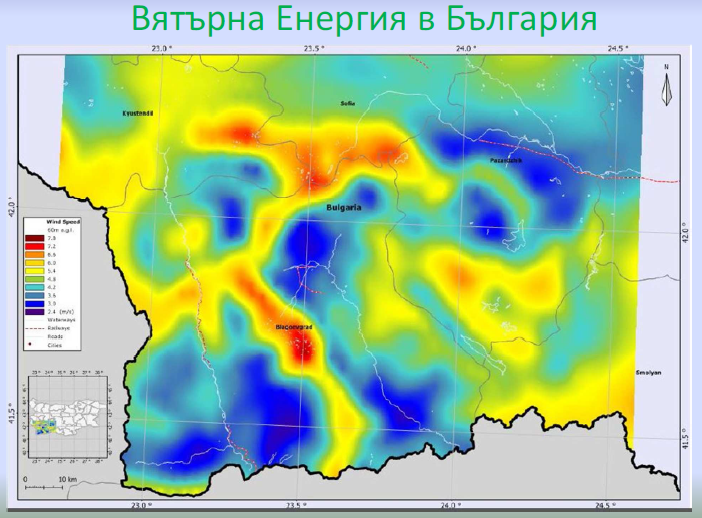 Вятърна Енергия в България
23.0 °
23.5 °
24.0 °
24.5 °
N
Kyustendil
Sofia
Pazardzhik
Bulgaria
42.0 °
42.0 °
Wind Speed
60m a.g.l.
7.8
7.2
6.6
6.0
5.4
4.8
4.2
3.6
3.0
2.4 (m/s)
Waterways
Railways
Roads
Cities
Blagoevgrad
Smolyan
41.5 °
41.5 °
0
10 km
23.0 °
23.5 °
24.0 °
24.5 °